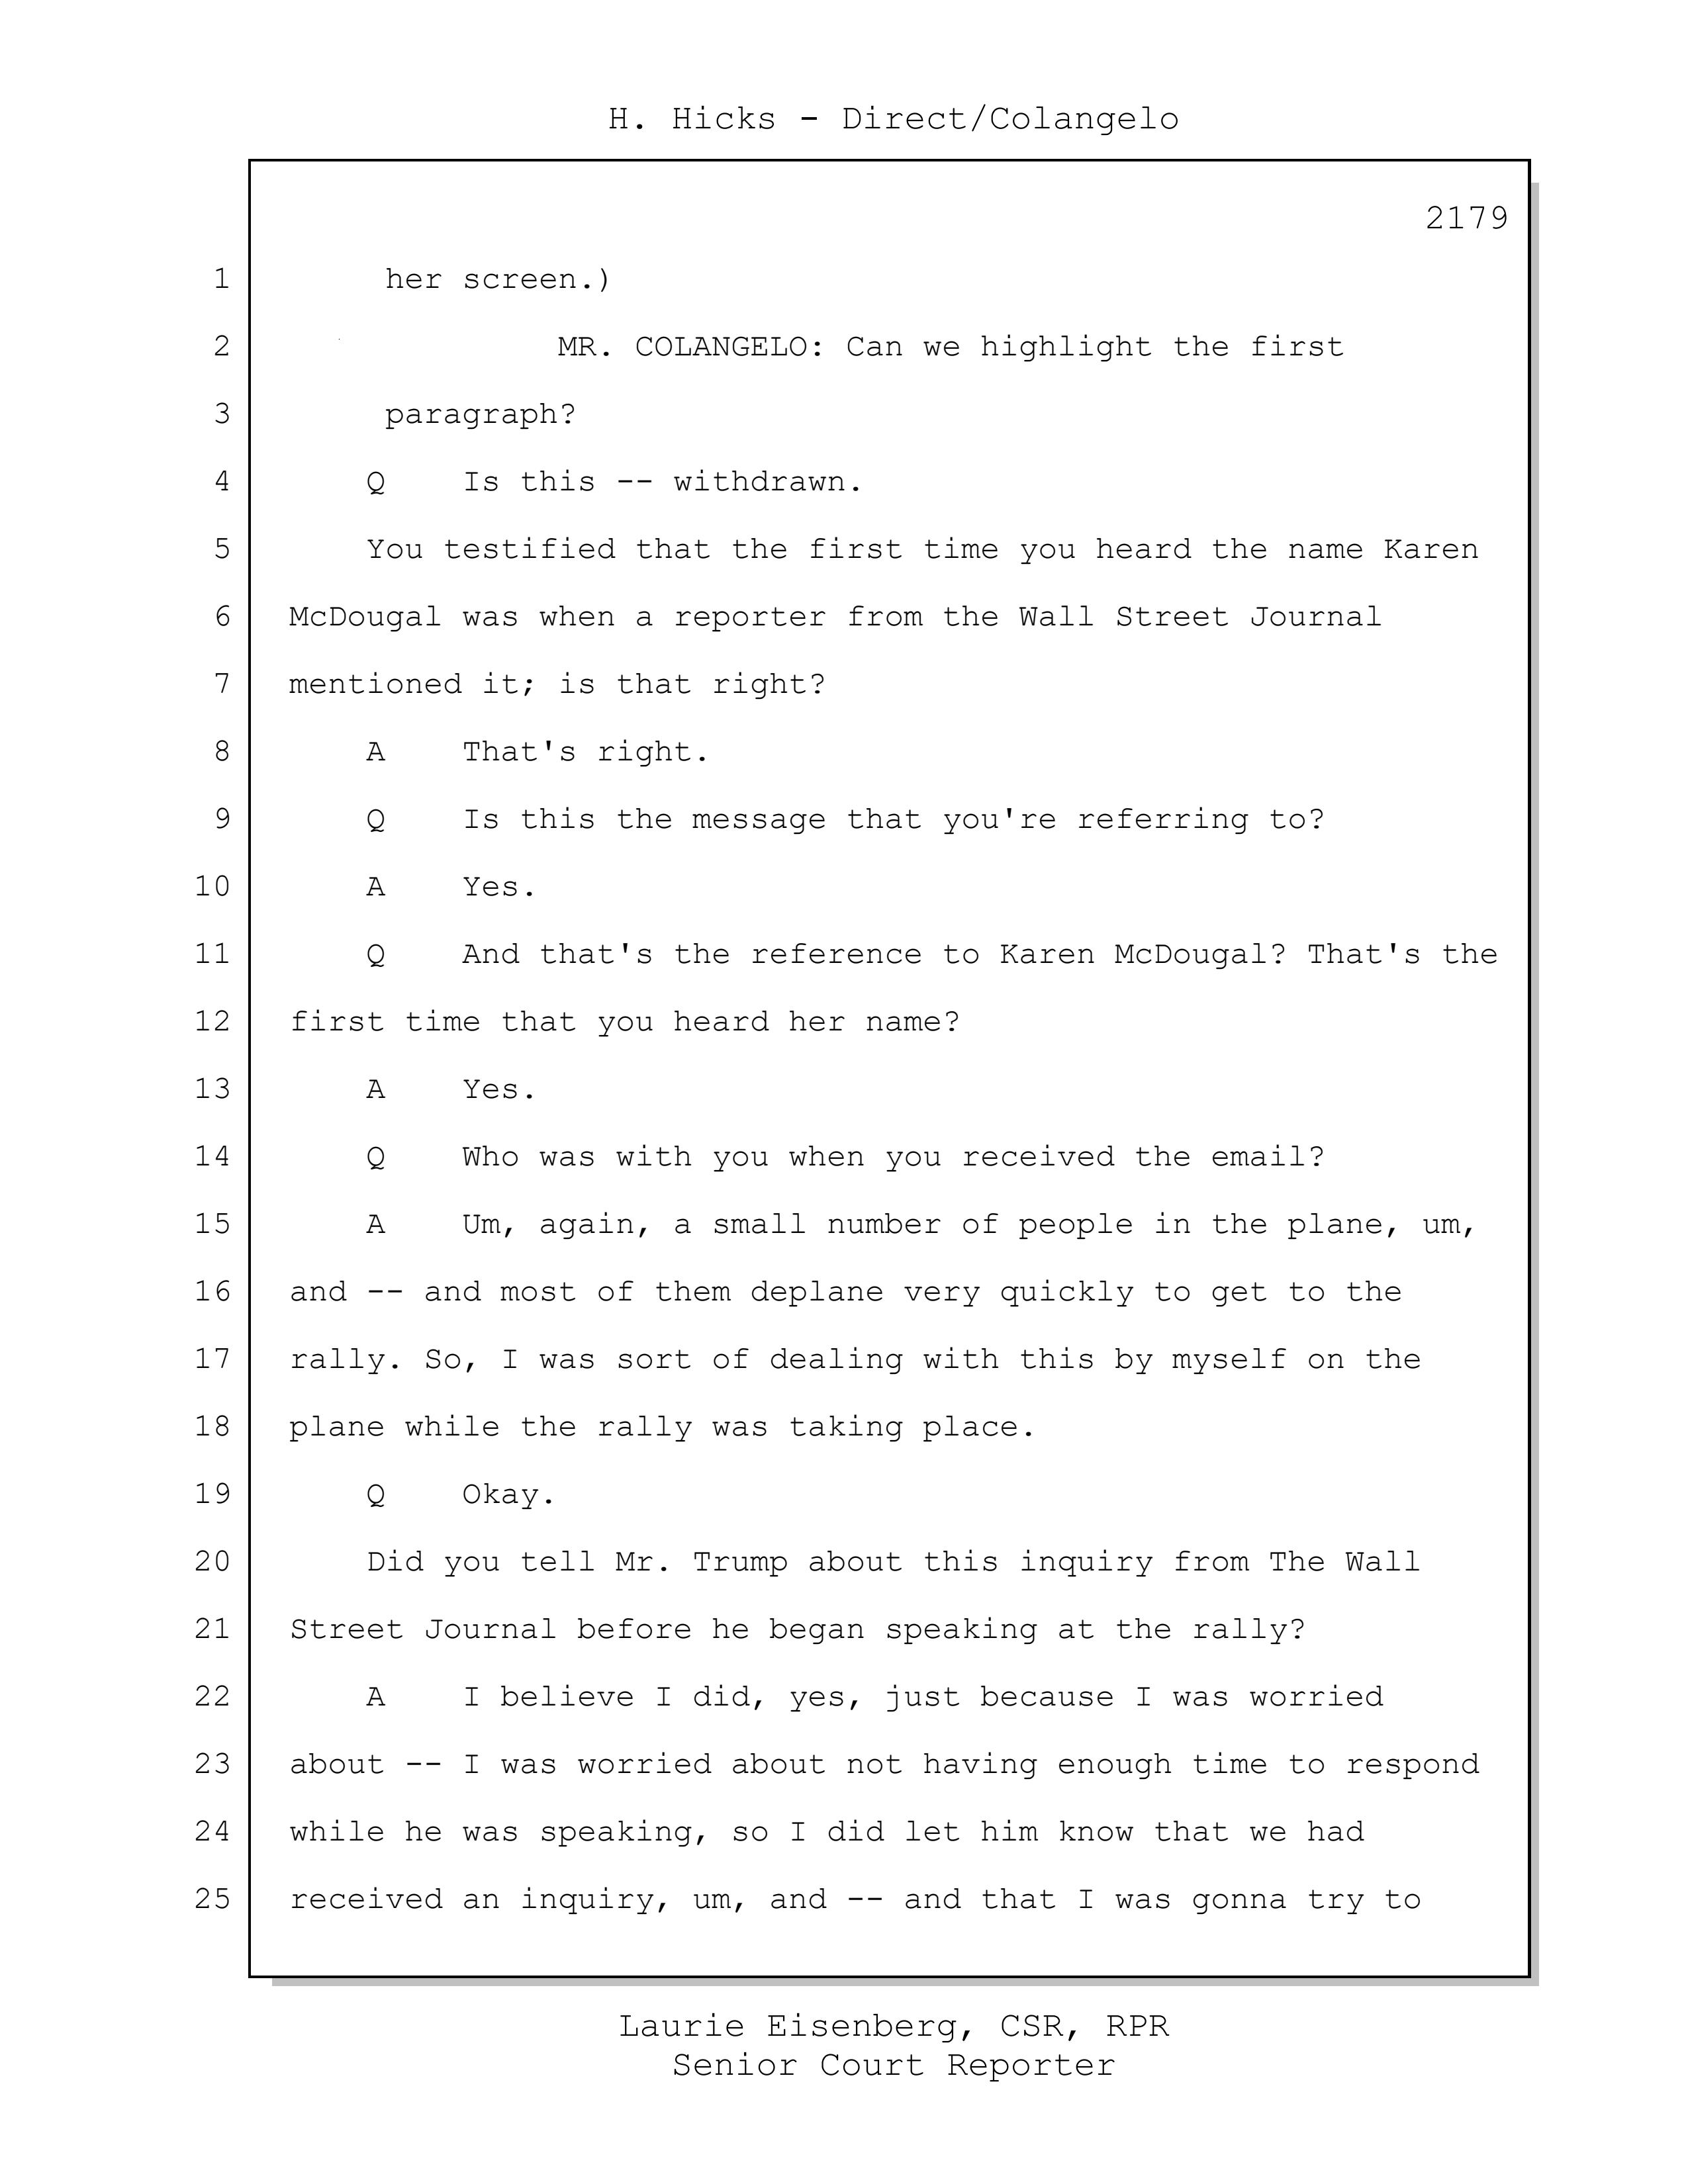 H. Hicks - Direct/Colangelo
2179
1 her screen.)
2 MR. COLANGELO: Can we highlight the first
3 paragraph?
4 Q Is this -- withdrawn.
5 You testified that the first time you heard the name Karen
6 McDougal was when a reporter from the Wall Street Journal
7 mentioned it; is that right?
8 A That's right.
9 Q Is this the message that you're referring to?
10 A Yes.
11 Q And that's the reference to Karen McDougal? That's the
12 first time that you heard her name?
13 A Yes.
14 Q Who was with you when you received the email?
15 A Um, again, a small number of people in the plane, um,
16 and -- and most of them deplane very quickly to get to the
17 rally. So, I was sort of dealing with this by myself on the
18 plane while the rally was taking place.
19 Q Okay.
20 Did you tell Mr. Trump about this inquiry from The Wall
21 Street Journal before he began speaking at the rally?
22 A I believe I did, yes, just because I was worried
23 about -- I was worried about not having enough time to respond
24 while he was speaking, so I did let him know that we had
25 received an inquiry, um, and -- and that I was gonna try to
Laurie Eisenberg, CSR, RPR
Senior Court Reporter